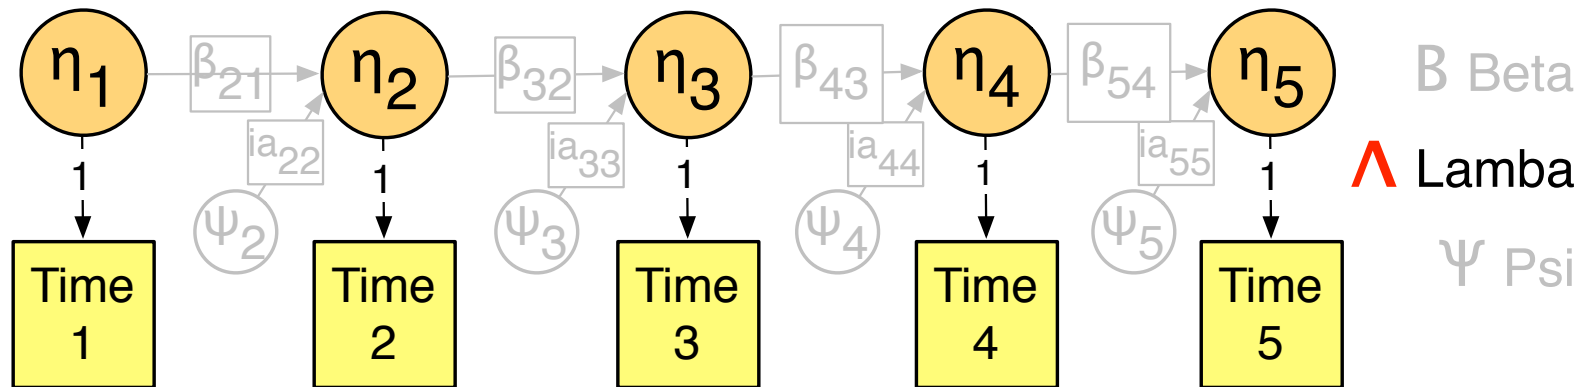 η1 β21 η2 β32 η3 β43 η4 β54 η5 β Beta
1 ia22 1 ia33 1 ia44 1 ia55 1 Λ Lamba
ψ2 ψ3 ψ4 ψ5 Ψ Psi
Time Time Time Time Time
1 2 3 4 5